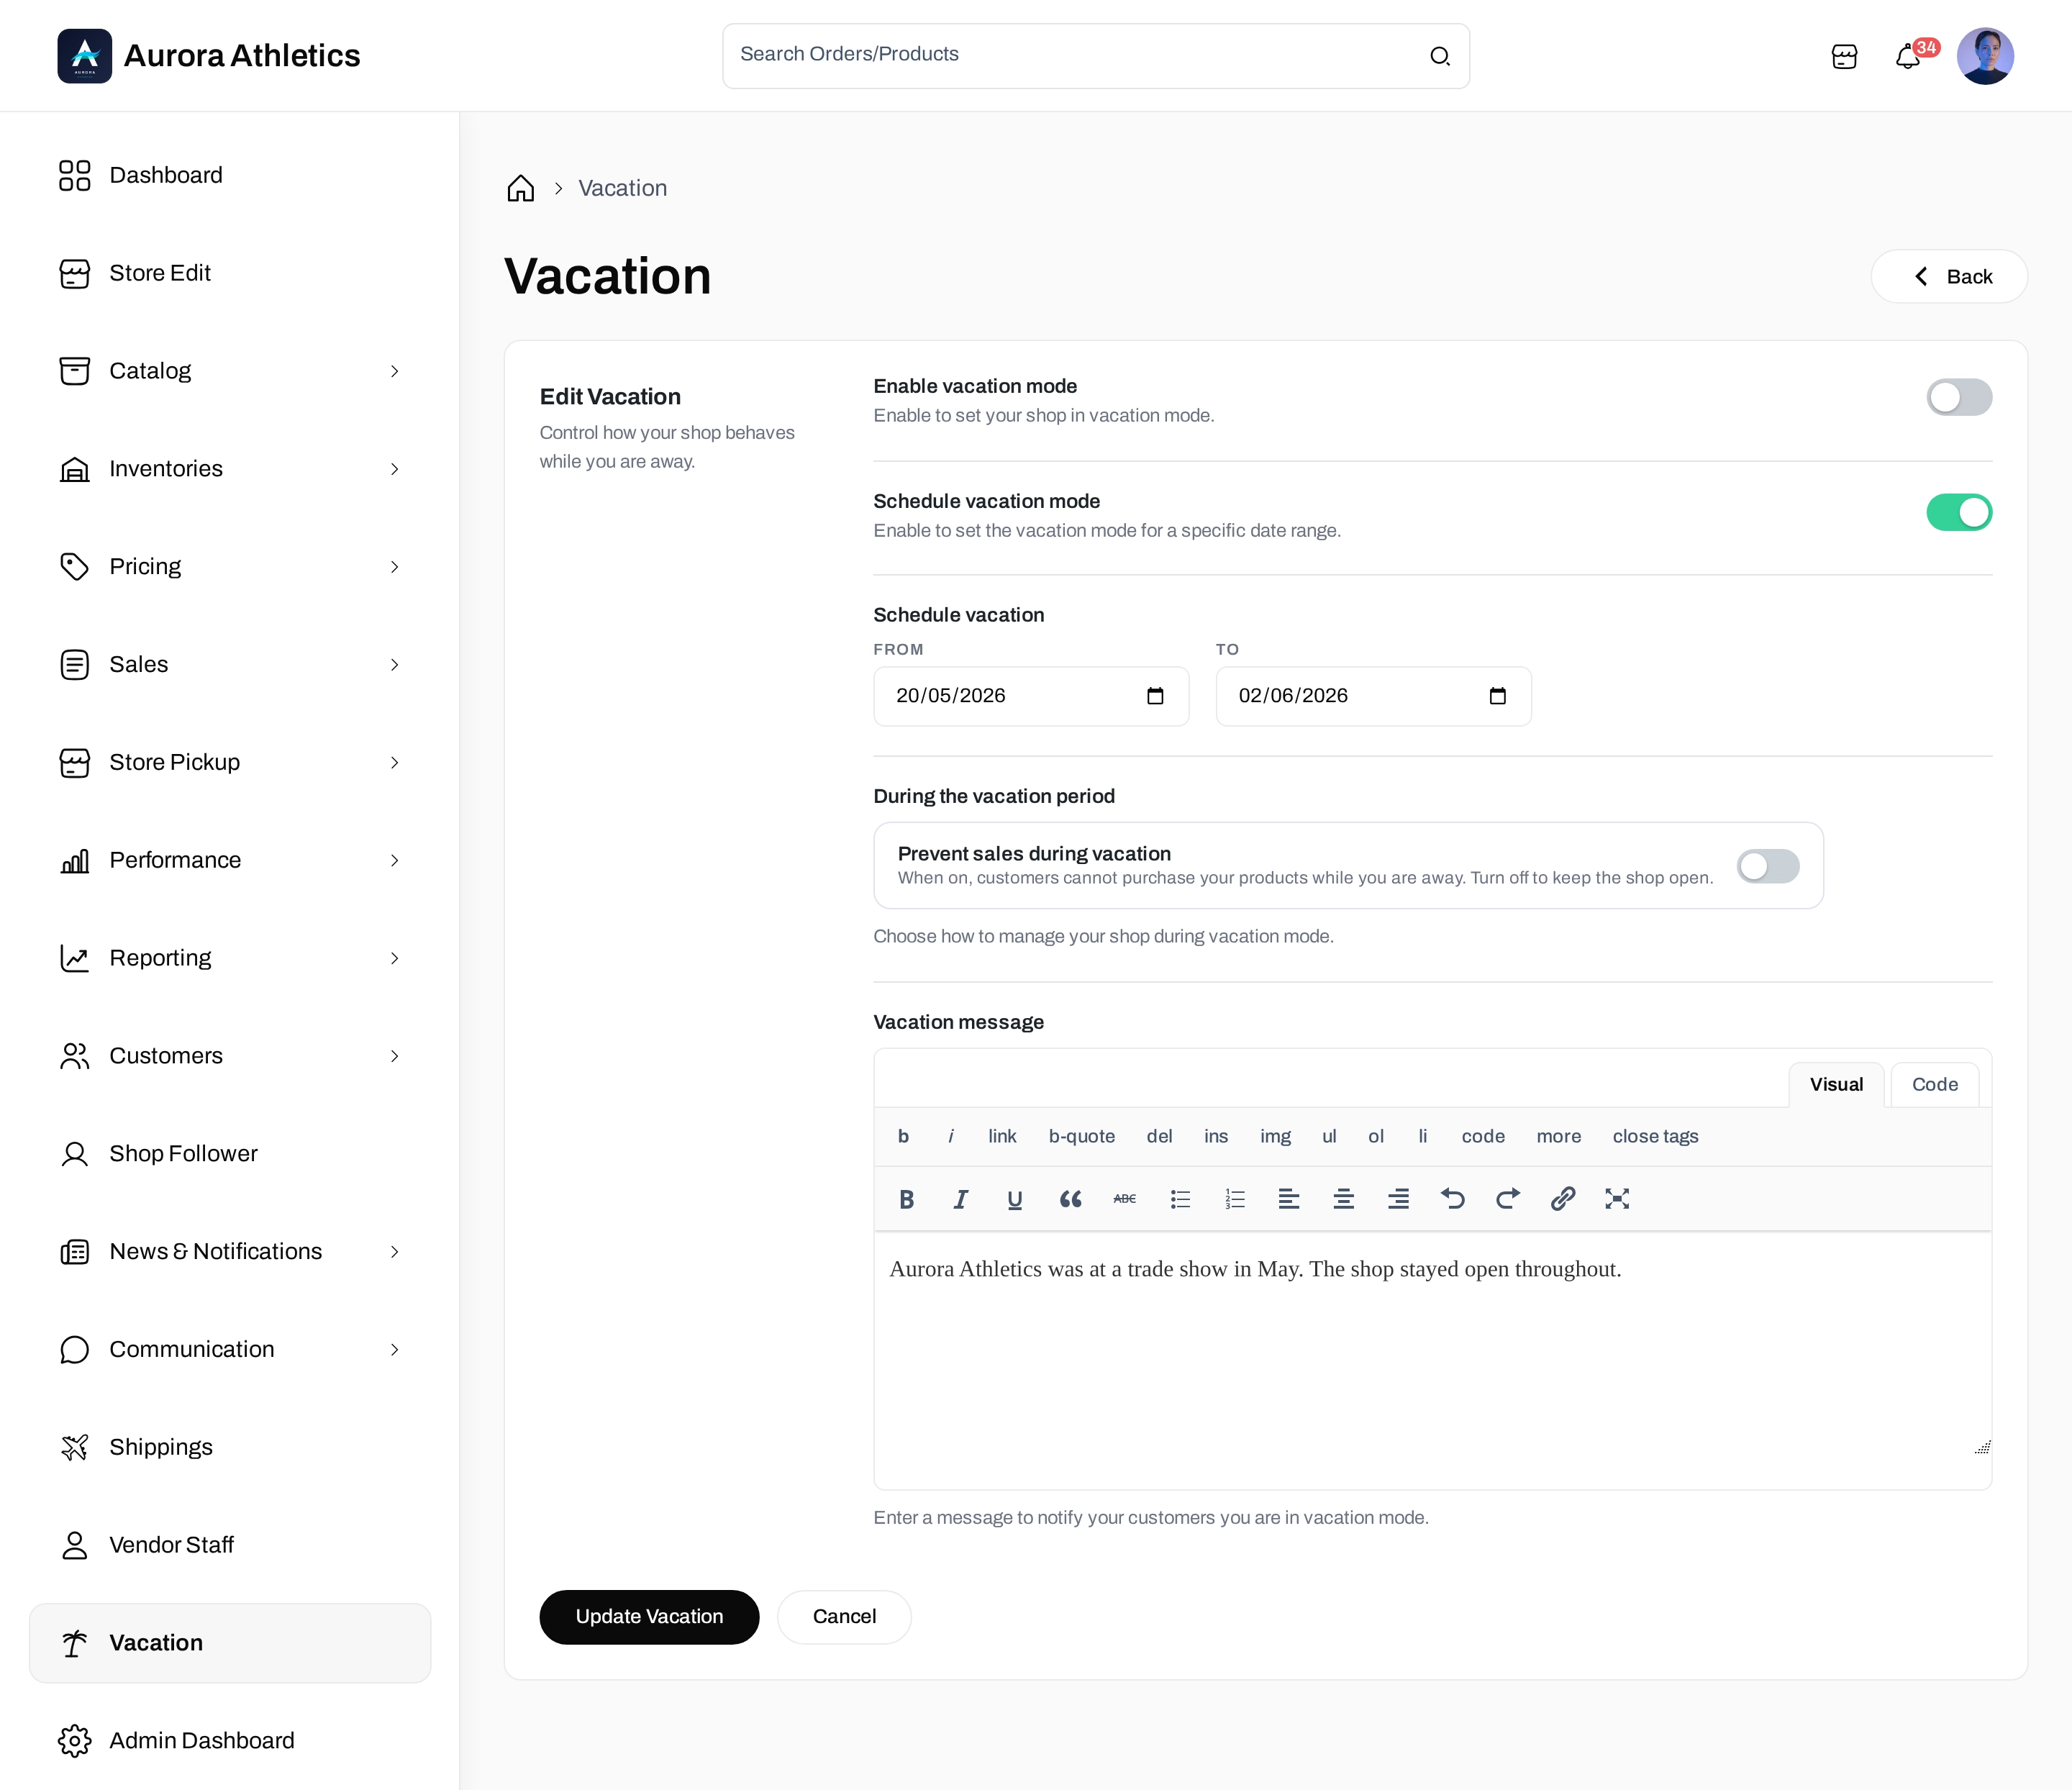 Aurora Athletics
Search Orders/Products
34
AURORA
Dashboard
Store Edit
Catalog
Inventories
Pricing
Sales
Store Pickup
Performance
Reporting
Customers
Shop Follower
News & Notifications
Communication
Shippings
Vendor Staff
Vacation
Admin Dashboard
Vacation
Vacation
Back
Edit Vacation
Control how your shop behaves
while you are away.
Enable vacation mode
Enable to set your shop in vacation mode.
Schedule vacation mode
Enable to set the vacation mode for a specific date range.
Schedule vacation
FROM TO
20/05/2026 02/06/2026
During the vacation period
Prevent sales during vacation
When on, customers cannot purchase your products while you are away. Turn off to keep the shop open.
Choose how to manage your shop during vacation mode.
Vacation message
Visual Code
b i link b-quote del ins img ul ol li code more close tags
B I U ABC
Aurora Athletics was at a trade show in May. The shop stayed open throughout.
Enter a message to notify your customers you are in vacation mode.
Update Vacation Cancel